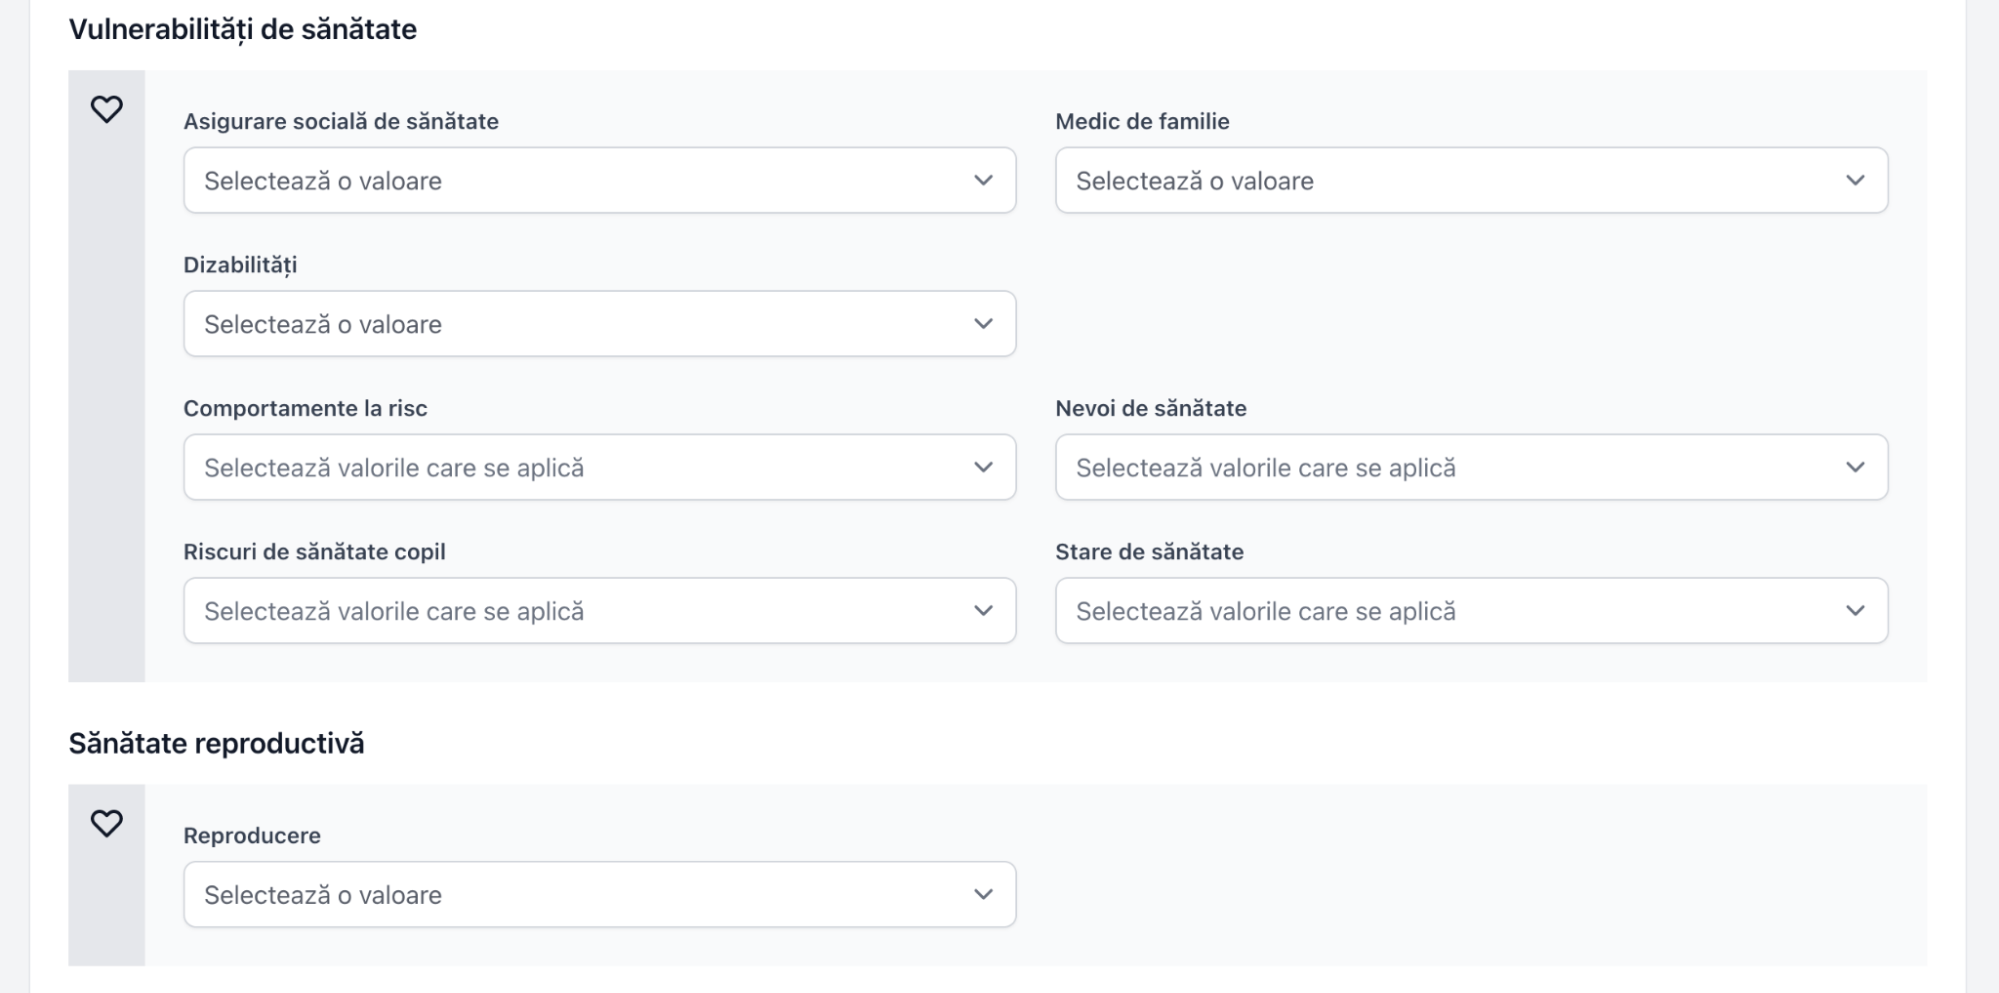 Vulnerabilități de sănătate
Asigurare socială de sănătate
Medic de familie
Selectează o valoare
Selectează o valoare
Dizabilități
Selectează o valoare
Comportamente la risc
Nevoi de sănătate
Selectează valorile care se aplică
Selectează valorile care se aplică
Riscuri de sănătate copil
Stare de sănătate
Selectează valorile care se aplică
Selectează valorile care se aplică
Sănătate reproductivă
Reproducere
Selectează o valoare